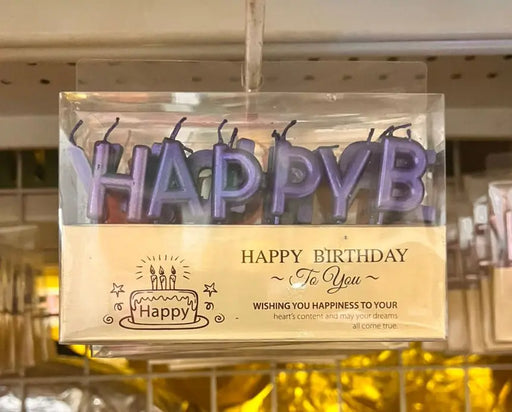 HAPPYB
HAPPY BIRTHDAY
~ To You ~
Happy
WISHING YOU HAPPINESS TO YOUR
heart's content and may your dreams
all come true.